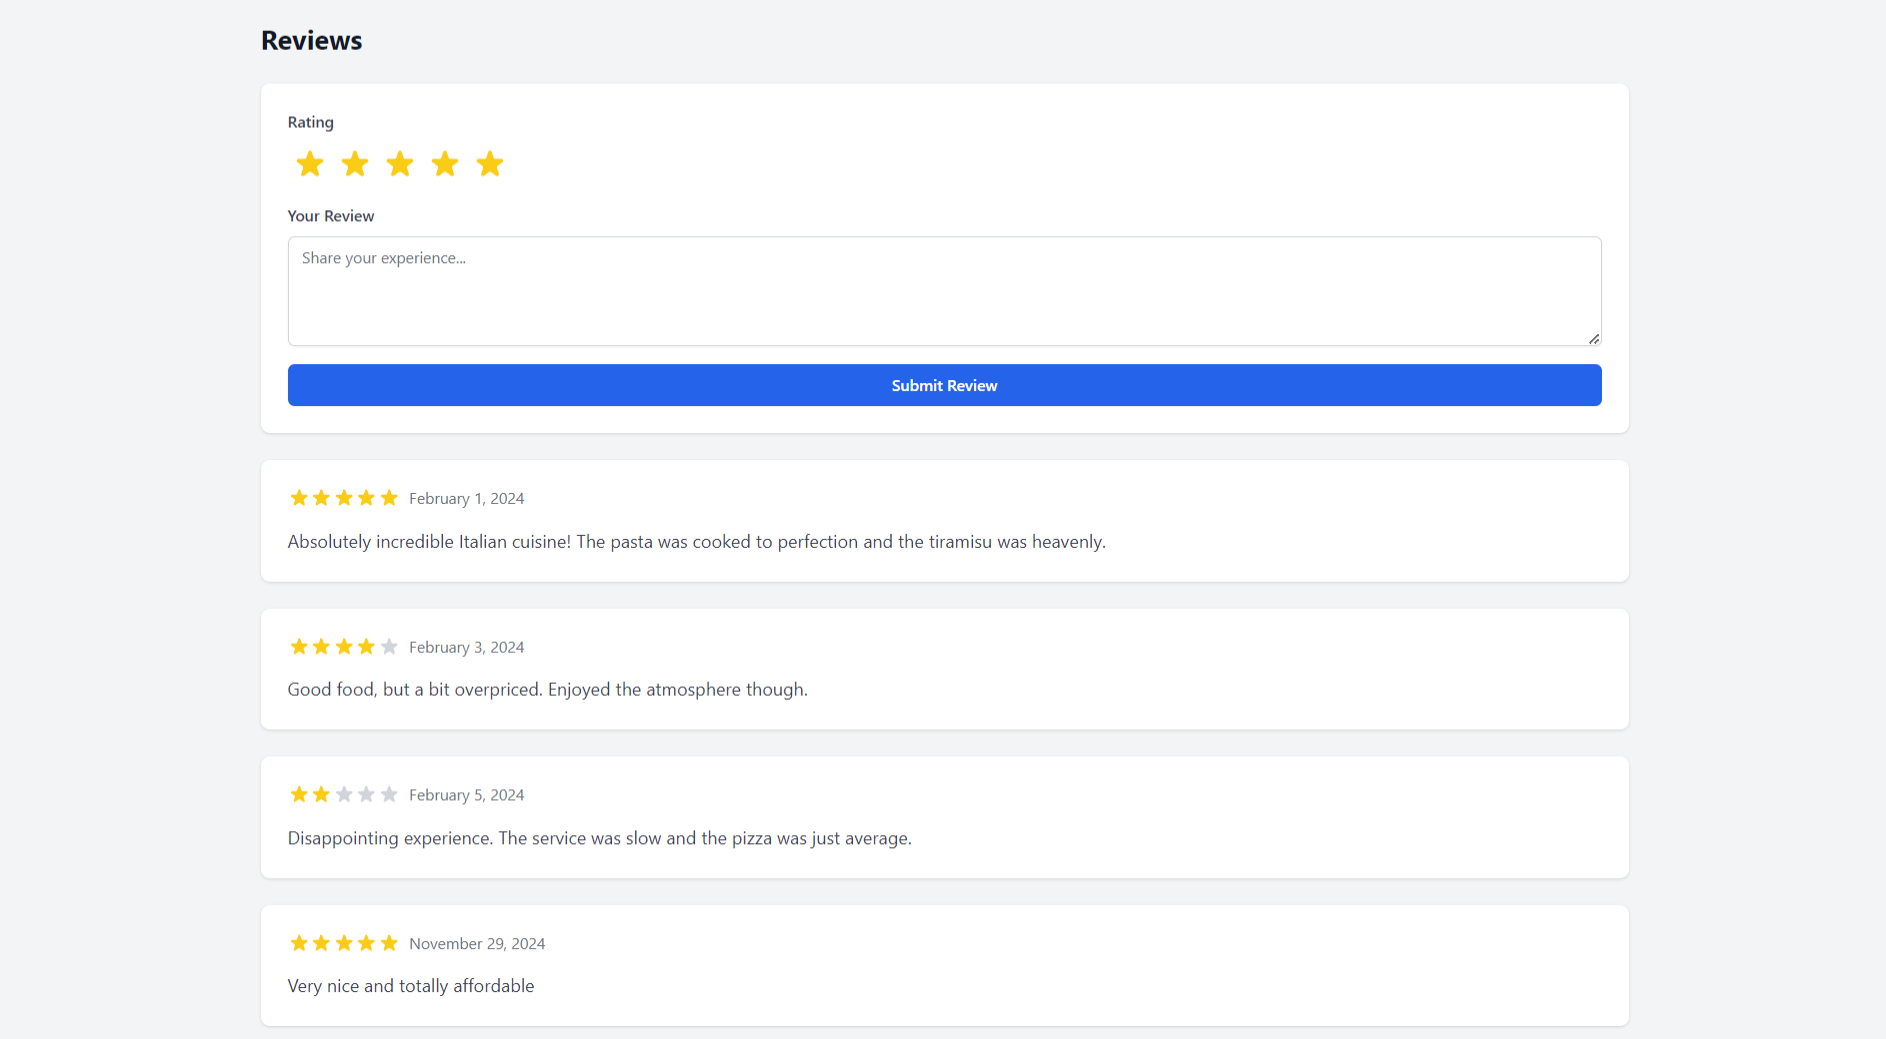 Reviews
Rating
Your Review
Share your experience...
Submit Review
February 1, 2024
Absolutely incredible Italian cuisine! The pasta was cooked to perfection and the tiramisu was heavenly.
February 3, 2024
Good food, but a bit overpriced. Enjoyed the atmosphere though.
February 5, 2024
Disappointing experience. The service was slow and the pizza was just average.
November 29, 2024
Very nice and totally affordable